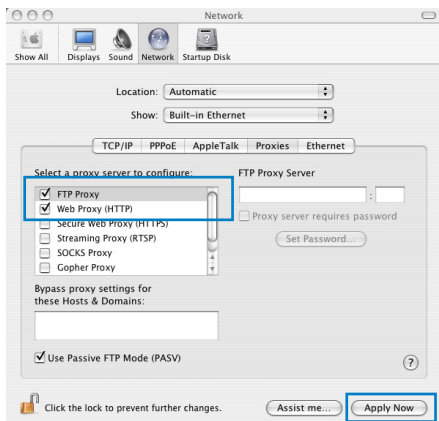 Network
Show All Displays Sound Network Startup Disk
Location: Automatic
Show: Built-in Ethernet
TCP/IP PPPoE AppleTalk Proxies Ethernet
Select a proxy server to configure: FTP Proxy Server
FTP Proxy
:
Web Proxy (HTTP)
Proxy server requires password
Secure Web Proxy (HTTPS)
Streaming Proxy (RTSP) Set Password...
SOCKS Proxy
Gopher Proxy
Bypass proxy settings for
these Hosts & Domains:
Use Passive FTP Mode (PASV) ?
Click the lock to prevent further changes. Assist me... Apply Now